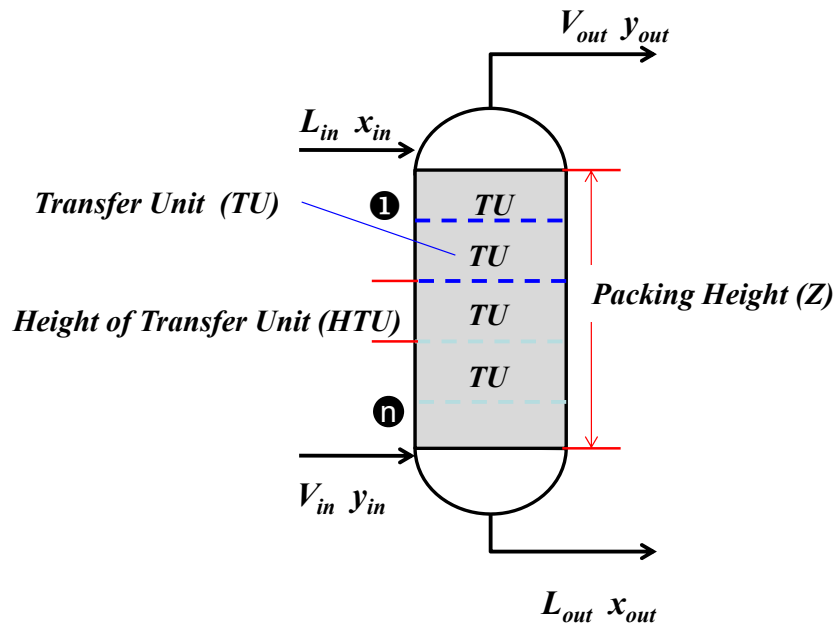 V_out y_out
L_in x_in
Transfer Unit (TU)
❶
TU
TU
Packing Height (Z)
Height of Transfer Unit (HTU)
TU
TU
ⓝ
V_in y_in
L_out x_out